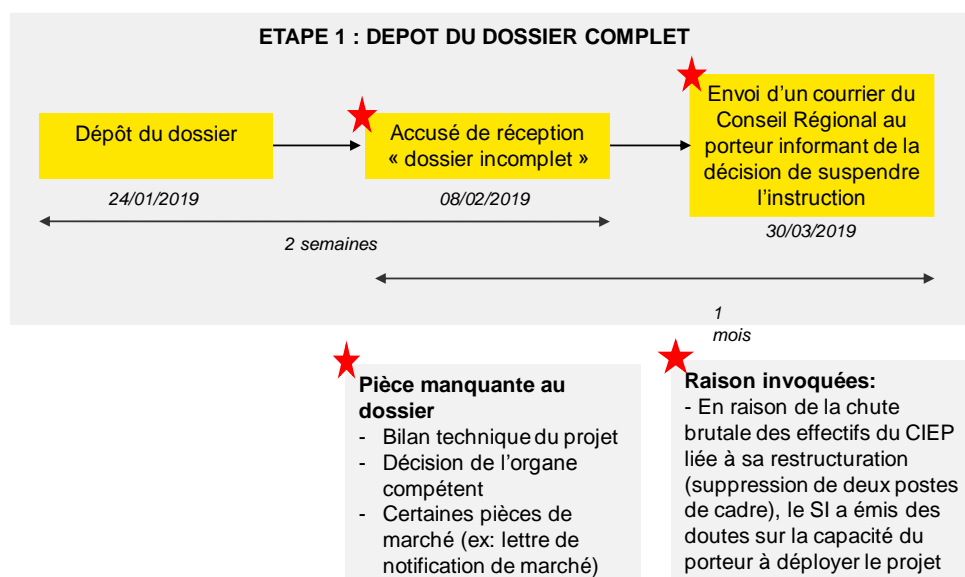 ETAPE 1 : DEPOT DU DOSSIER COMPLET
Dépôt du dossier
24/01/2019
Accusé de réception
« dossier incomplet »
08/02/2019
Envoi d'un courrier du
Conseil Régional au
porteur informant de la
décision de suspendre
l'instruction
30/03/2019
2 semaines
1
mois
Pièce manquante au
dossier
- Bilan technique du projet
- Décision de l'organe
compétent
- Certaines pièces de
marché (ex: lettre de
notification de marché)
Raison invoquées:
- En raison de la chute
brutale des effectifs du CIEP
liée à sa restructuration
(suppression de deux postes
de cadre), le SI a émis des
doutes sur la capacité du
porteur à déployer le projet